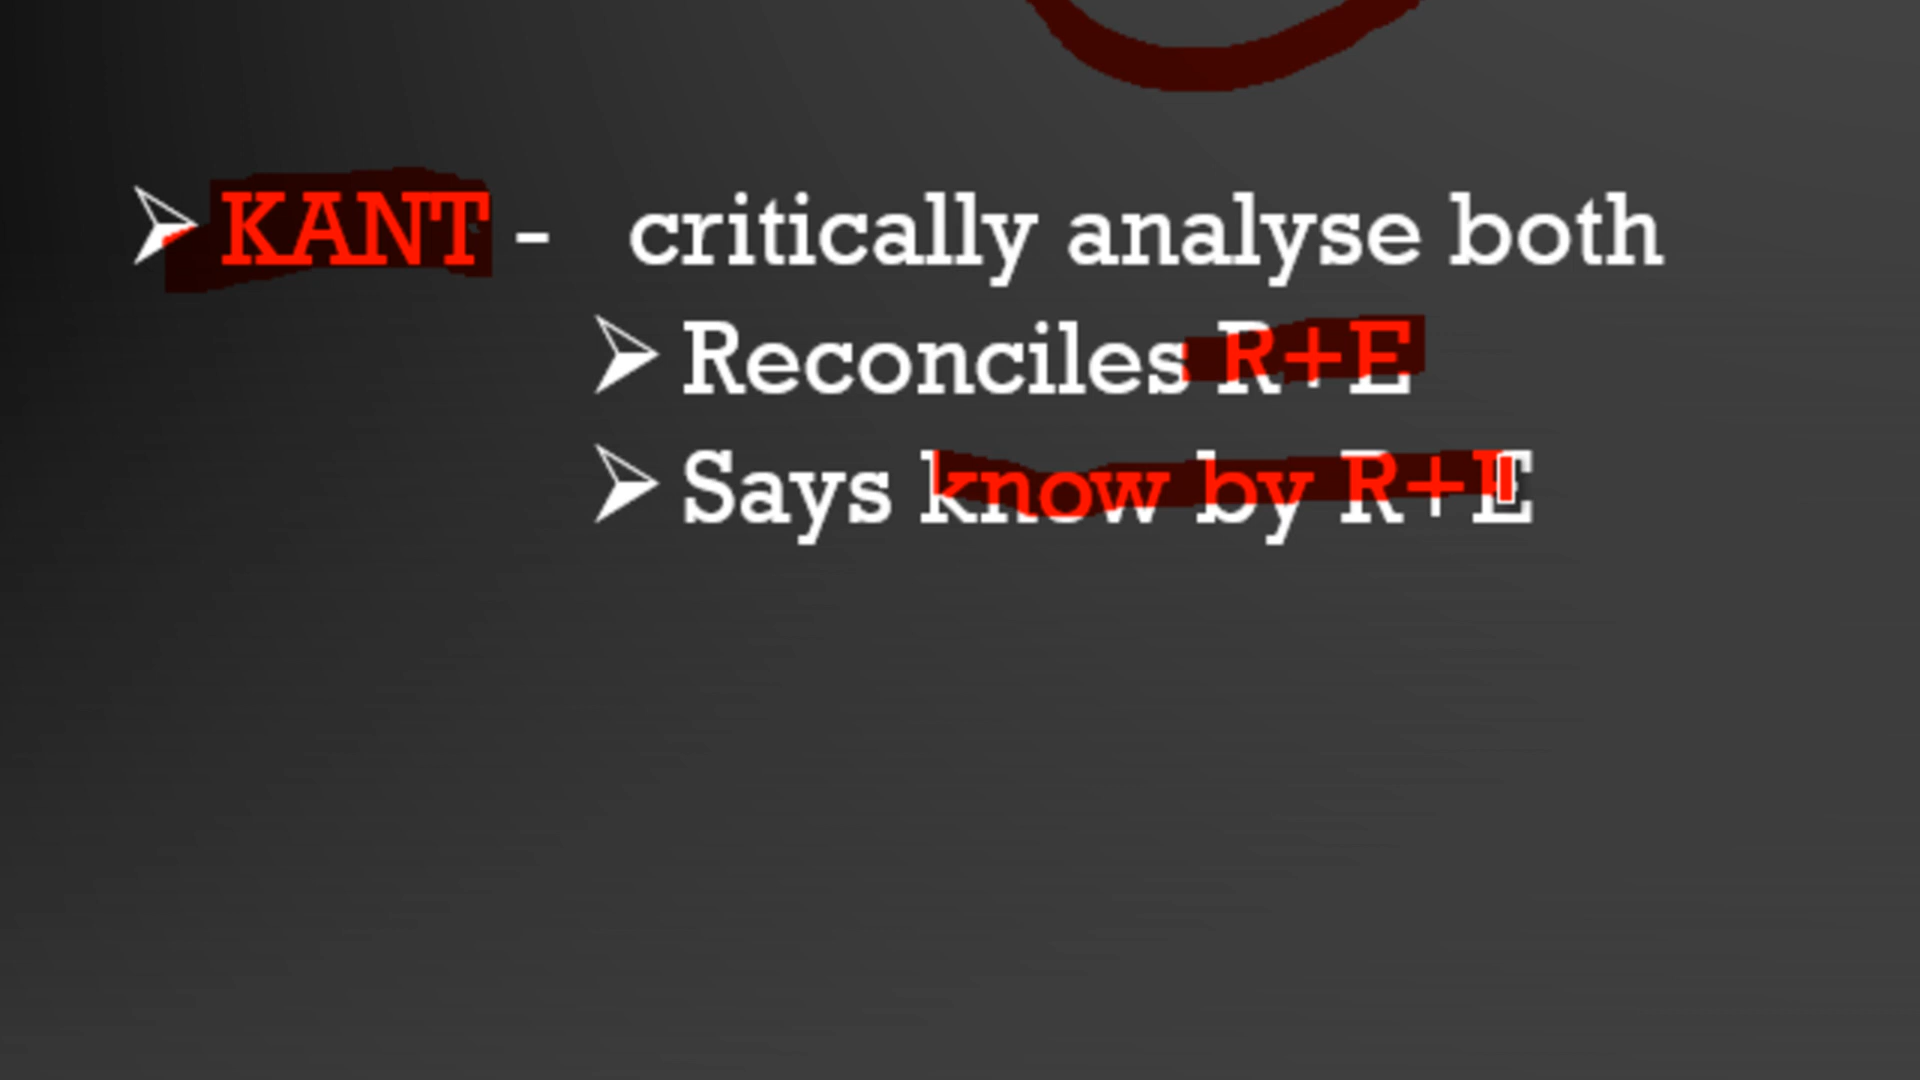 KANT - critically analyse both
Reconciles R+E
Says know by R+E